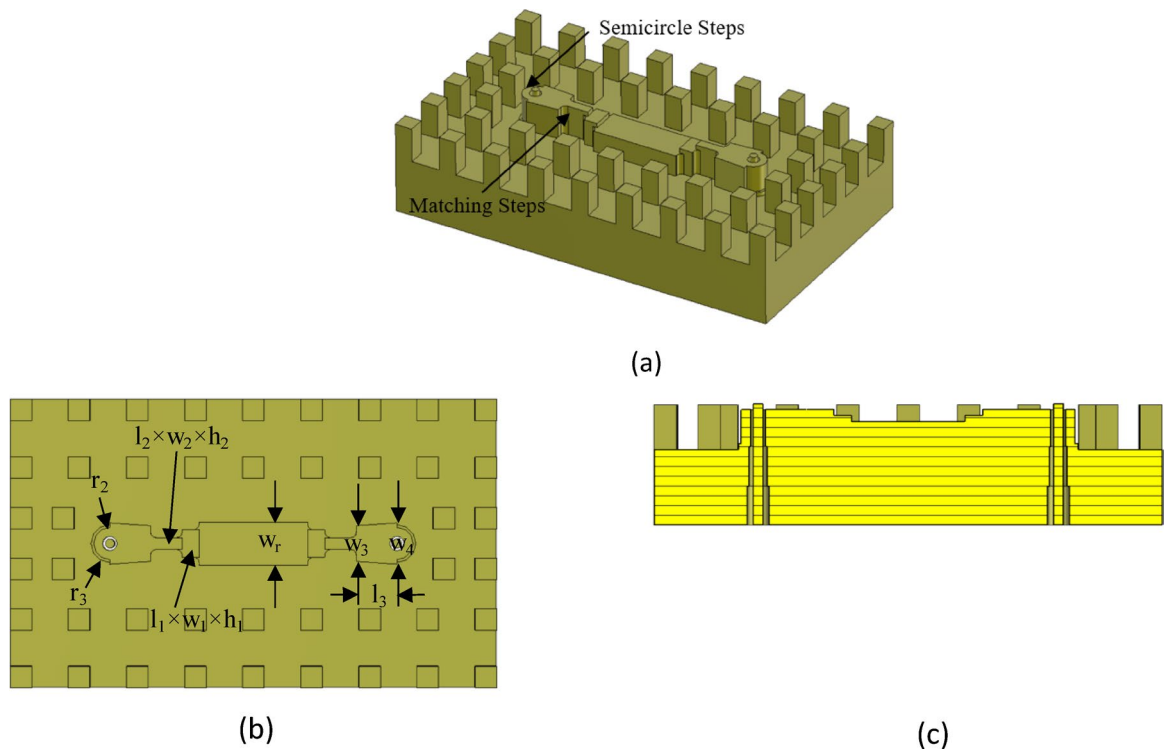 Semicircle Steps
Matching Steps
(a)
l₂×w₂×h₂
r₂
wᵣ
w₃
w₄
r₃
l₃
l₁×w₁×h₁
(b)
(c)